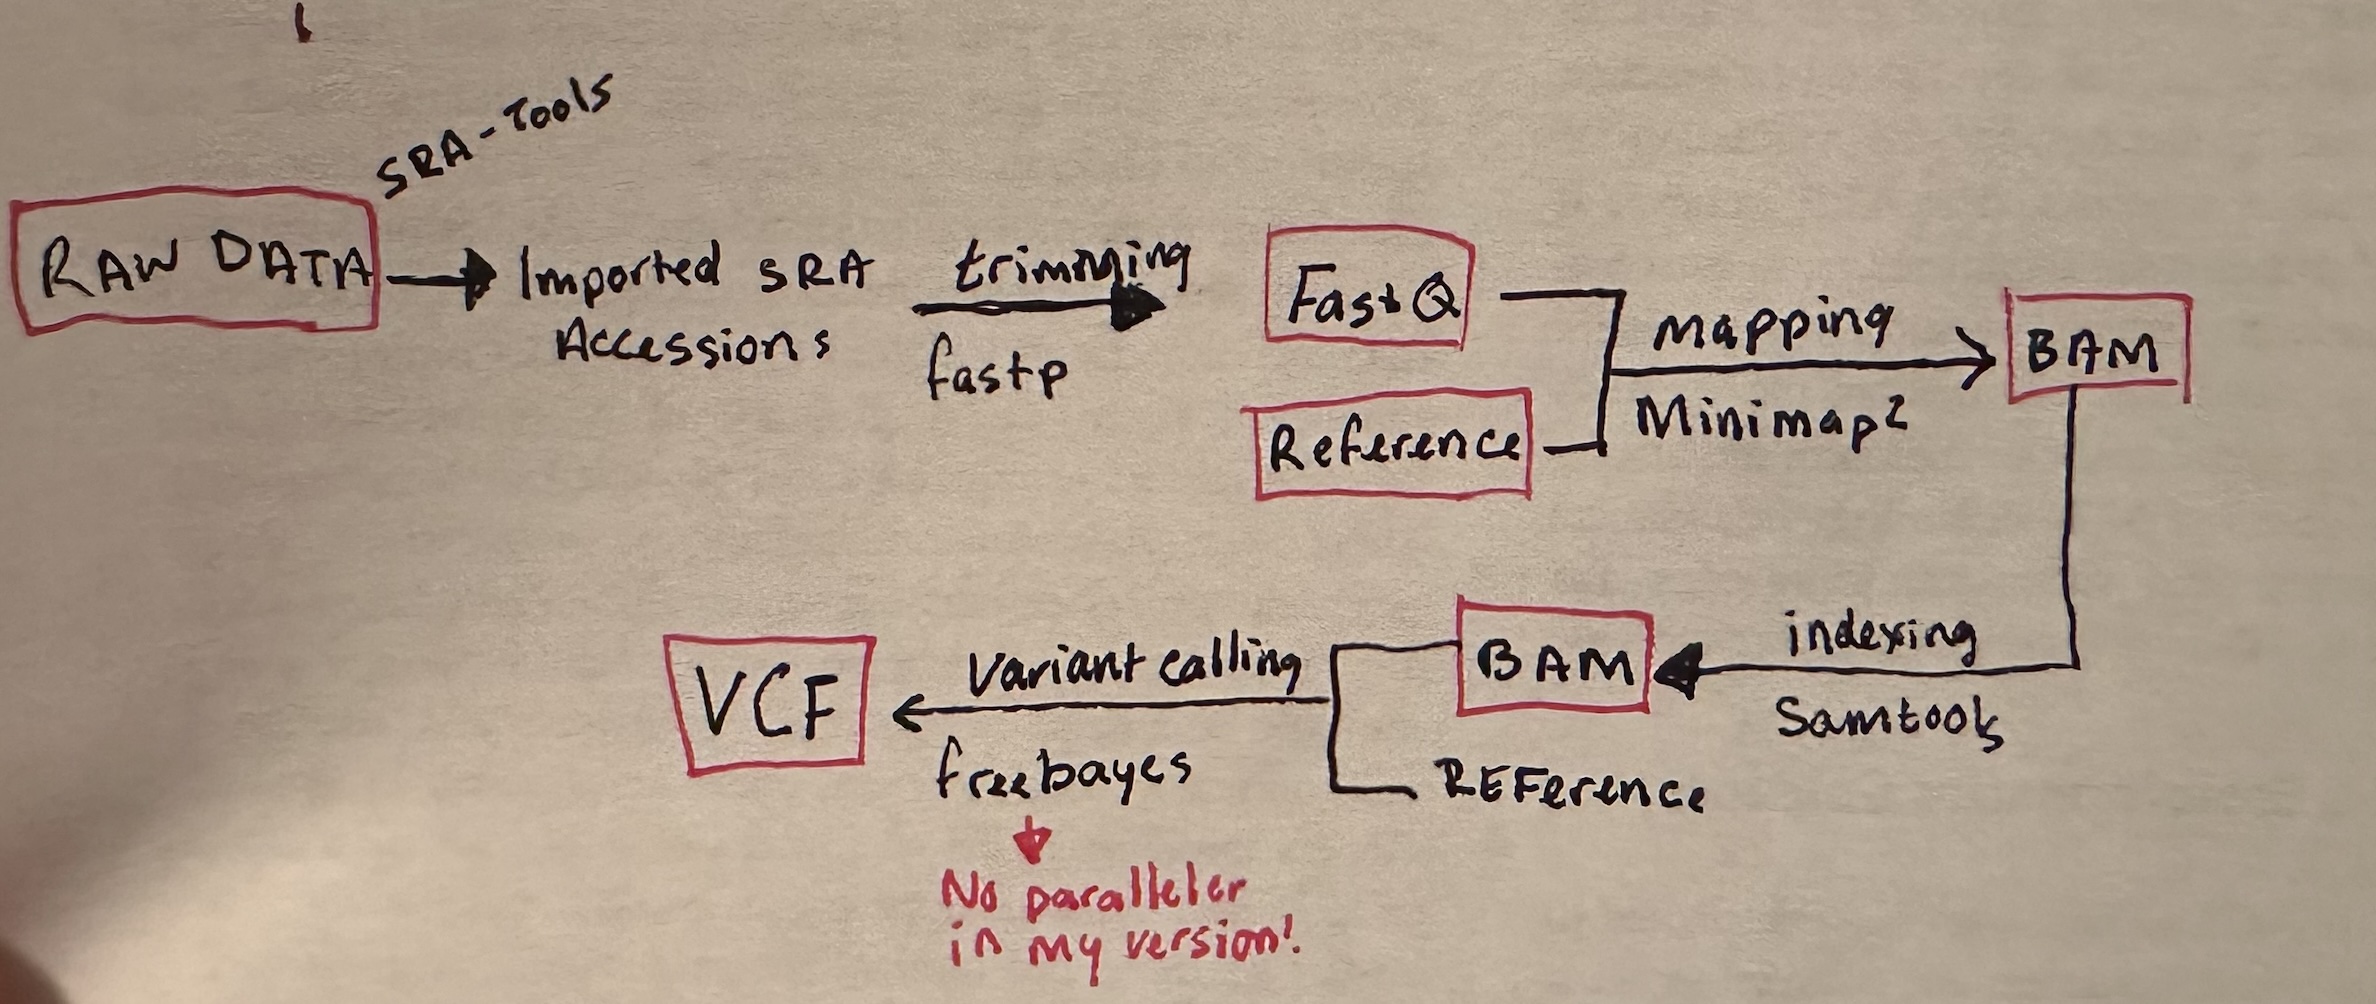 SRA-Tools
RAW DATA
Imported SRA
Accessions
trimming
fastp
FastQ
Reference
mapping
Minimap2
BAM
indexing
Samtools
BAM
REFerence
Variant calling
freebayes
VCF
No paralleler
in my version!